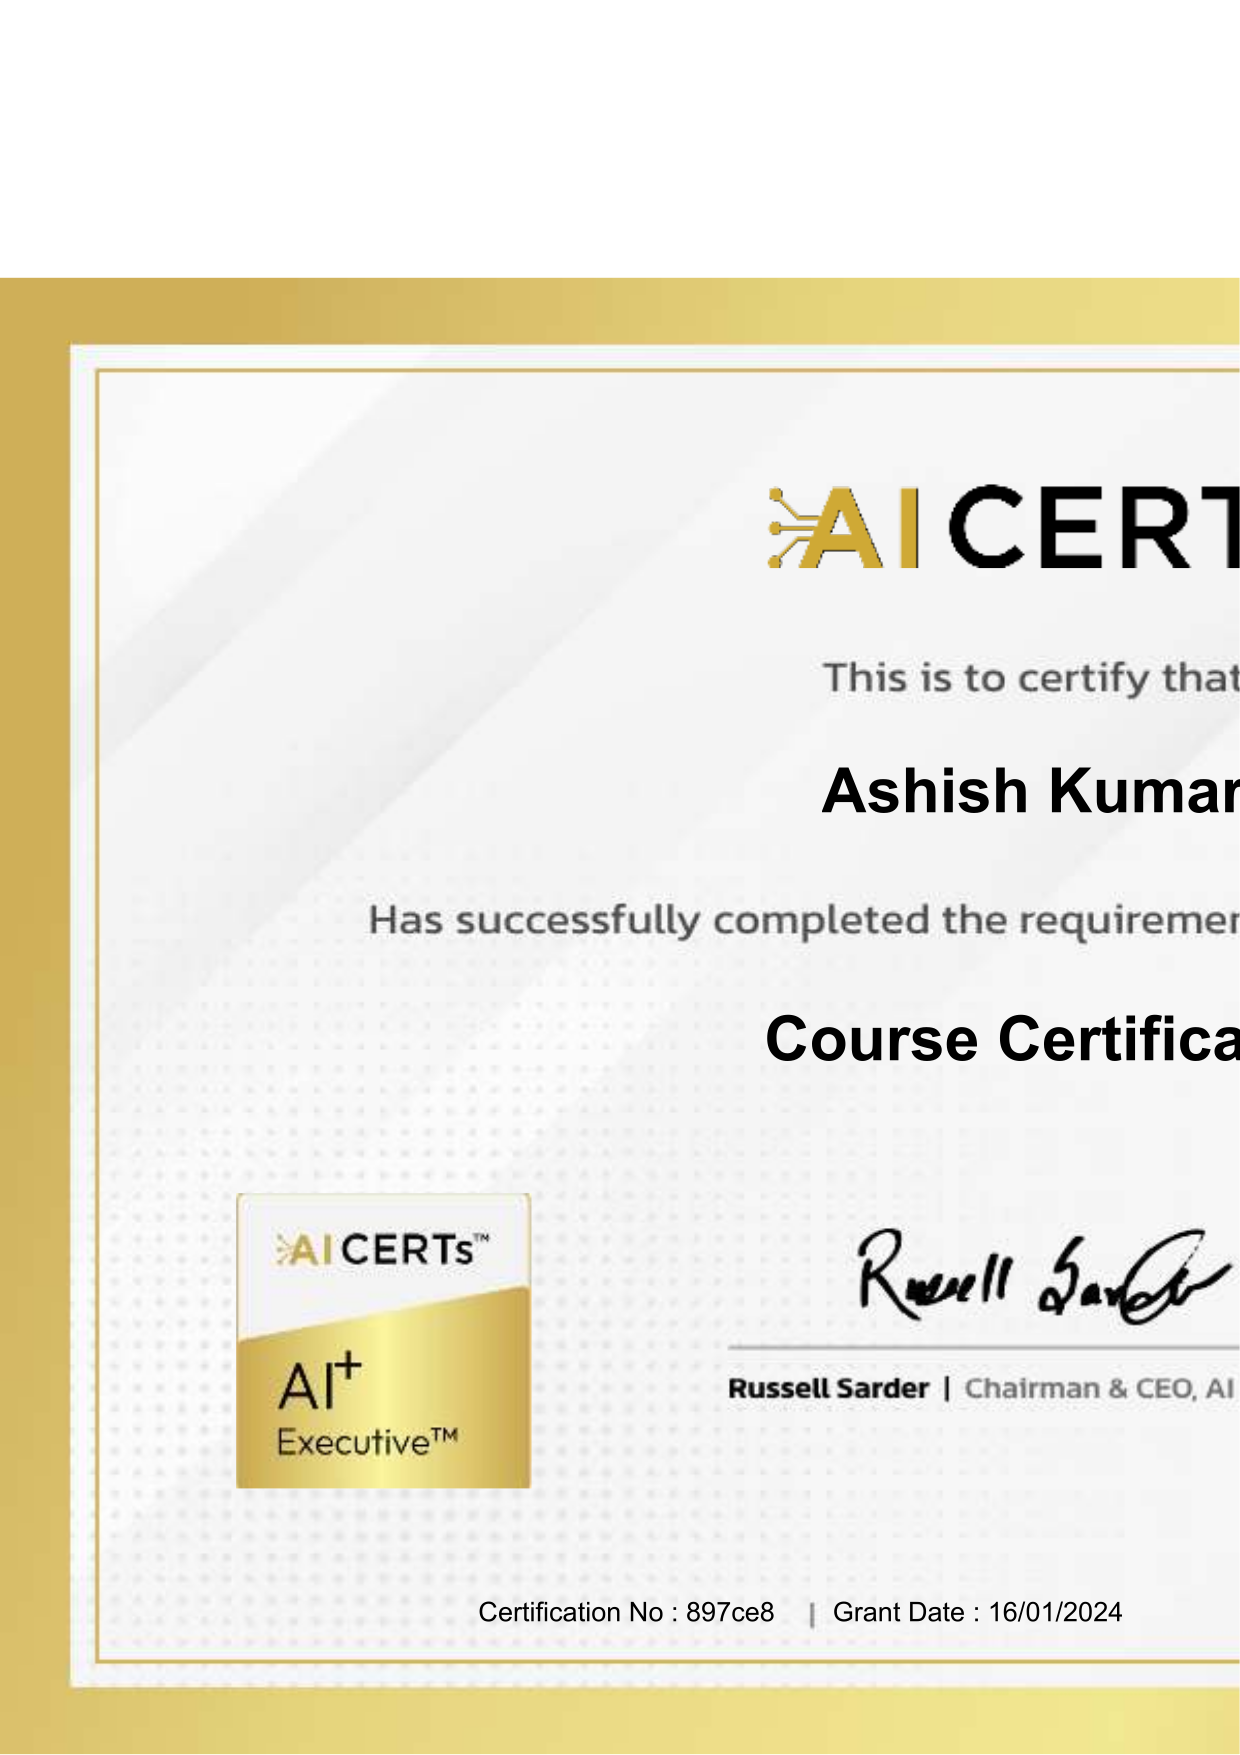 AI CERT
This is to certify that
Ashish Kumar
Has successfully completed the requiremen
Course Certifica
AI CERTs™
AI+
Executive™
Russell Sarder
Russell Sarder | Chairman & CEO, AI
Certification No : 897ce8 | Grant Date : 16/01/2024